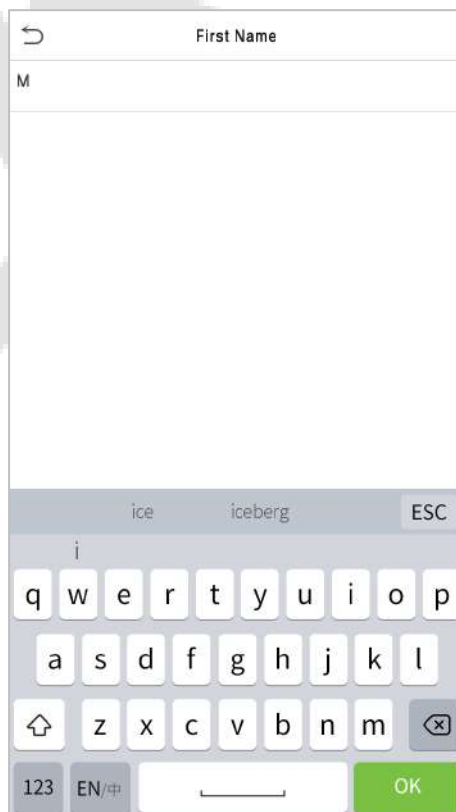 First Name
M
ice iceberg ESC
i
q w e r t y u i o p
a s d f g h j k l
z x c v b n m
123 EN/中 OK